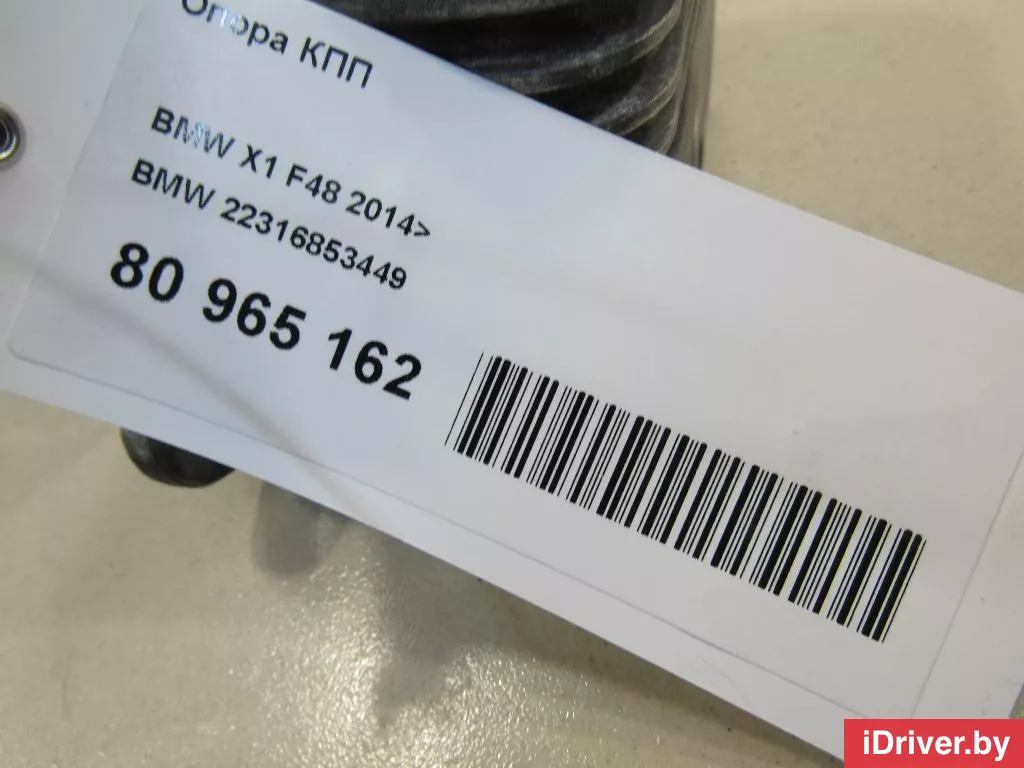 Опора КПП
BMW X1 F48 2014>
BMW 22316853449
80 965 162
iDriver.by